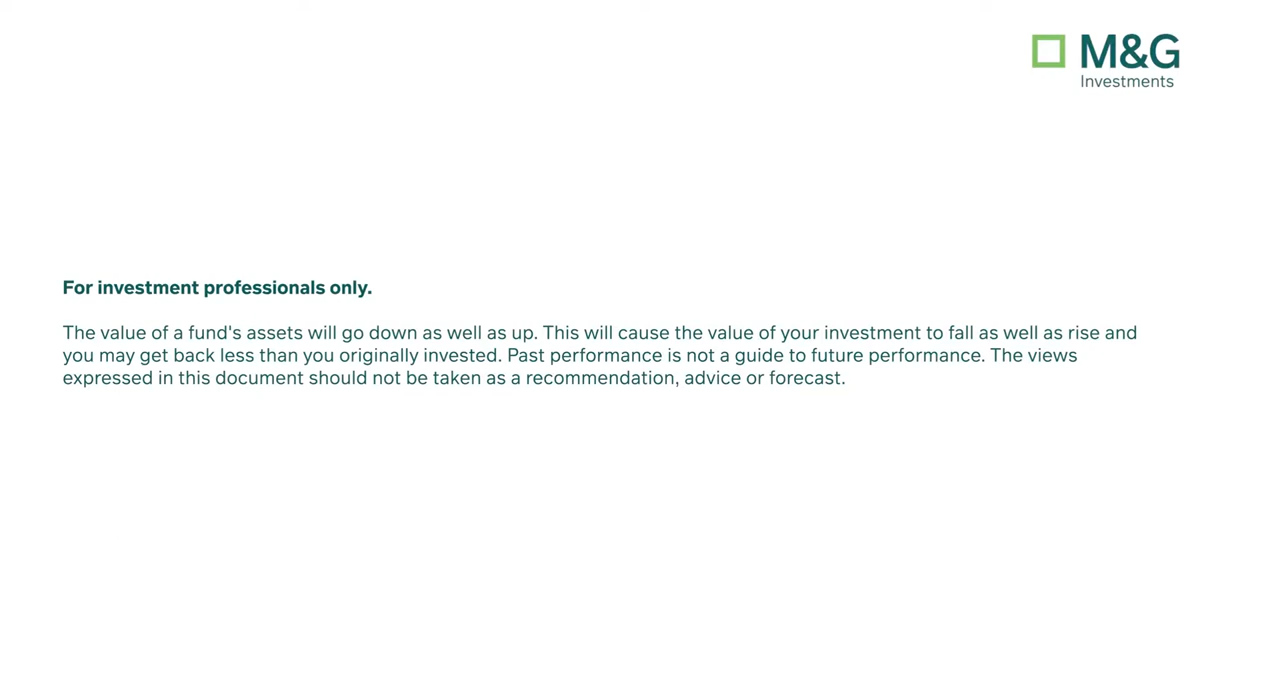 M&G
Investments
For investment professionals only.
The value of a fund's assets will go down as well as up. This will cause the value of your investment to fall as well as rise and
you may get back less than you originally invested. Past performance is not a guide to future performance. The views
expressed in this document should not be taken as a recommendation, advice or forecast.